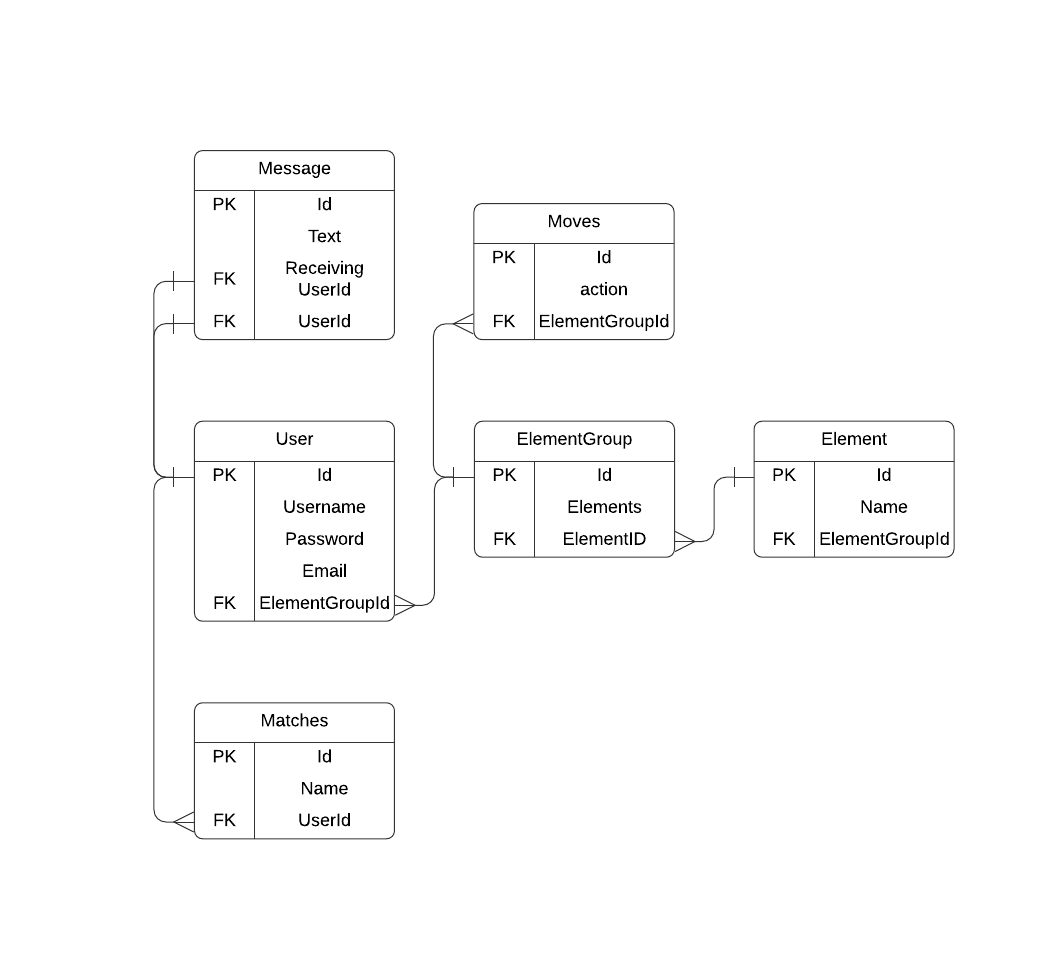 Message
PK Id
Text
FK Receiving
UserId
FK UserId
Moves
PK Id
action
FK ElementGroupId
User
PK Id
Username
Password
Email
FK ElementGroupId
ElementGroup
PK Id
Elements
FK ElementID
Element
PK Id
Name
FK ElementGroupId
Matches
PK Id
Name
FK UserId